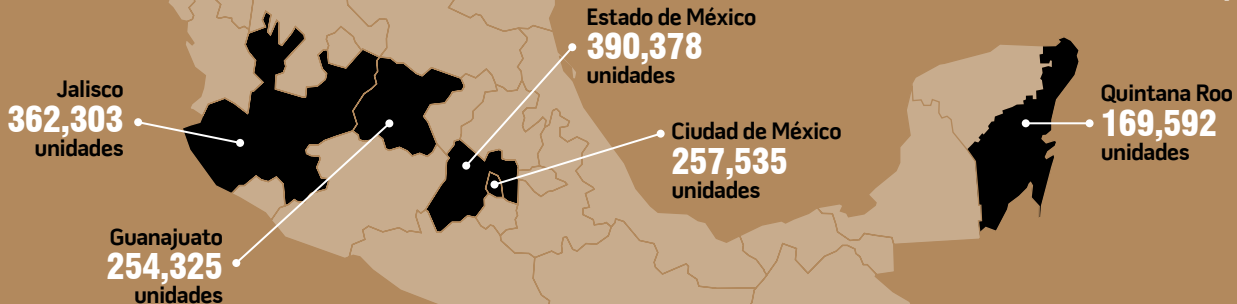 Estado de México
390,378
unidades
Jalisco
362,303
unidades
Ciudad de México
257,535
unidades
Quintana Roo
169,592
unidades
Guanajuato
254,325
unidades